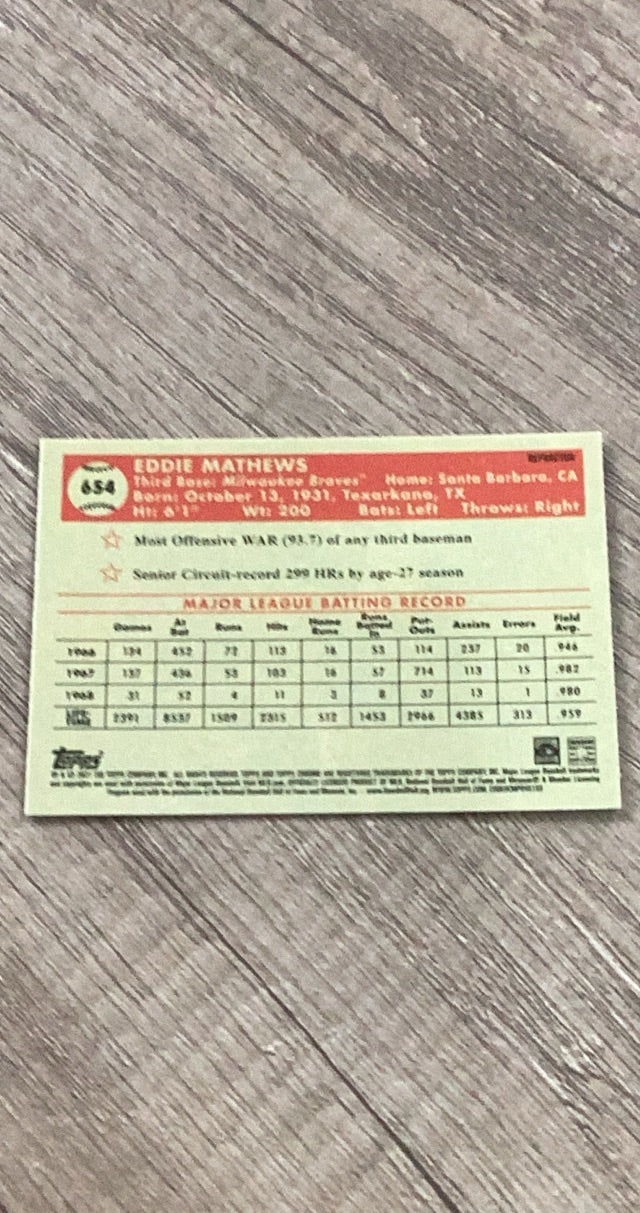 654
EDDIE MATHEWS REFRACTOR
Third Base: Milwaukee Braves™ Home: Santa Barbara, CA
Born: October 13, 1931, Texarkana, TX
Ht: 6'1" Wt: 200 Bats: Left Throws: Right
Most Offensive WAR (93.7) of any third baseman
Senior Circuit-record 299 HRs by age-27 season
MAJOR LEAGUE BATTING RECORD
Games At Bat Runs Hits Home Runs Runs Batted In Put-Outs Assists Errors Field Avg.
1966 134 452 72 113 16 53 114 237 20 946
1967 137 436 53 103 16 57 714 113 15 982
1968 31 52 4 11 3 8 37 13 1 980
2391 8537 1509 2315 512 1453 2966 4385 313 959
Topps